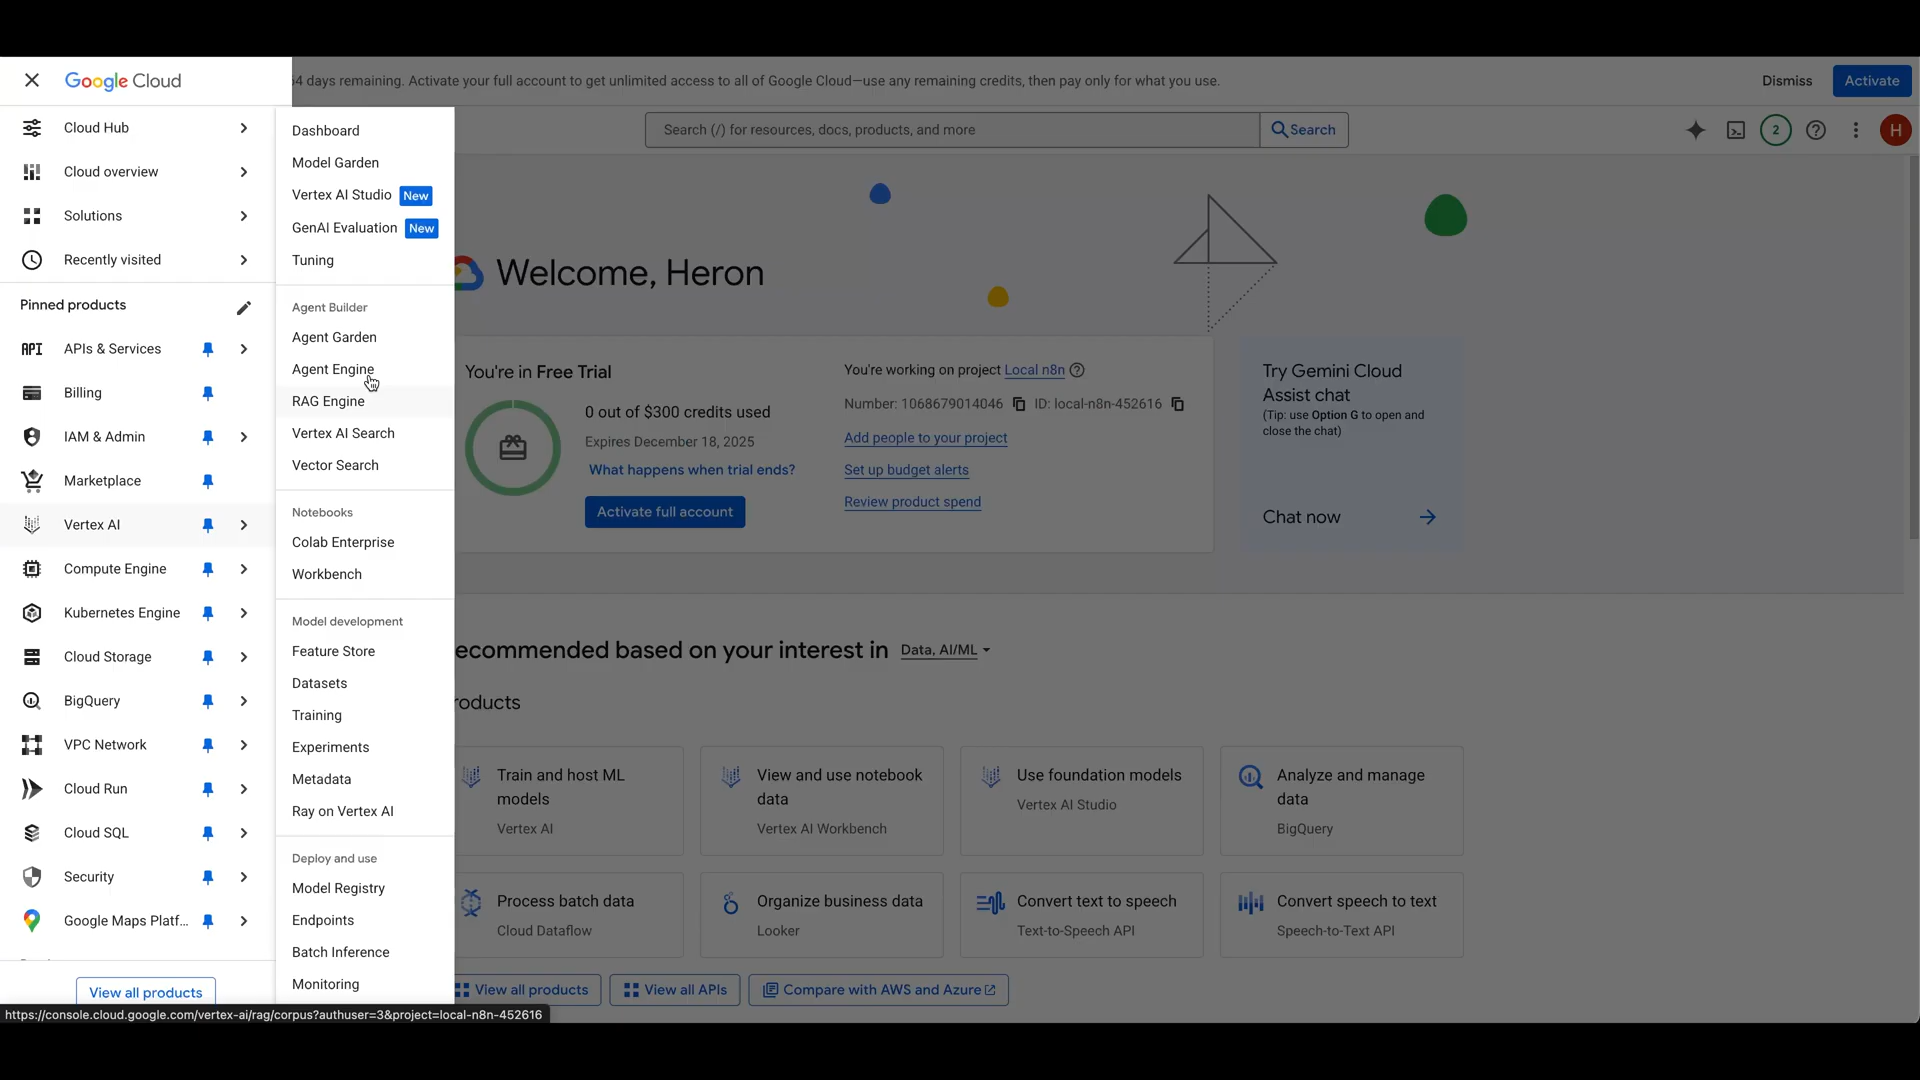 Google Cloud
64 days remaining. Activate your full account to get unlimited access to all of Google Cloud—use any remaining credits, then pay only for what you use.
Dismiss
Activate
Search (/) for resources, docs, products, and more
Search
2
H
Cloud Hub
Cloud overview
Solutions
Recently visited
Pinned products
API APIs & Services
Billing
IAM & Admin
Marketplace
Vertex AI
Compute Engine
Kubernetes Engine
Cloud Storage
BigQuery
VPC Network
Cloud Run
Cloud SQL
Security
Google Maps Platf...
View all products
Dashboard
Model Garden
Vertex AI Studio New
GenAI Evaluation New
Tuning
Agent Builder
Agent Garden
Agent Engine
RAG Engine
Vertex AI Search
Vector Search
Notebooks
Colab Enterprise
Workbench
Model development
Feature Store
Datasets
Training
Experiments
Metadata
Ray on Vertex AI
Deploy and use
Model Registry
Endpoints
Batch Inference
Monitoring
Welcome, Heron
You're in Free Trial
0 out of $300 credits used
Expires December 18, 2025
What happens when trial ends?
Activate full account
You're working on project Local n8n
Number: 1068679014046 ID: local-n8n-452616
Add people to your project
Set up budget alerts
Review product spend
Try Gemini Cloud
Assist chat
(Tip: use Option G to open and
close the chat)
Chat now
ecommended based on your interest in Data, AI/ML
roducts
Train and host ML
models
Vertex AI
View and use notebook
data
Vertex AI Workbench
Use foundation models
Vertex AI Studio
Analyze and manage
data
BigQuery
Process batch data
Cloud Dataflow
Organize business data
Looker
Convert text to speech
Text-to-Speech API
Convert speech to text
Speech-to-Text API
View all products
View all APIs
Compare with AWS and Azure
https://console.cloud.google.com/vertex-ai/rag/corpus?authuser=3&project=local-n8n-452616